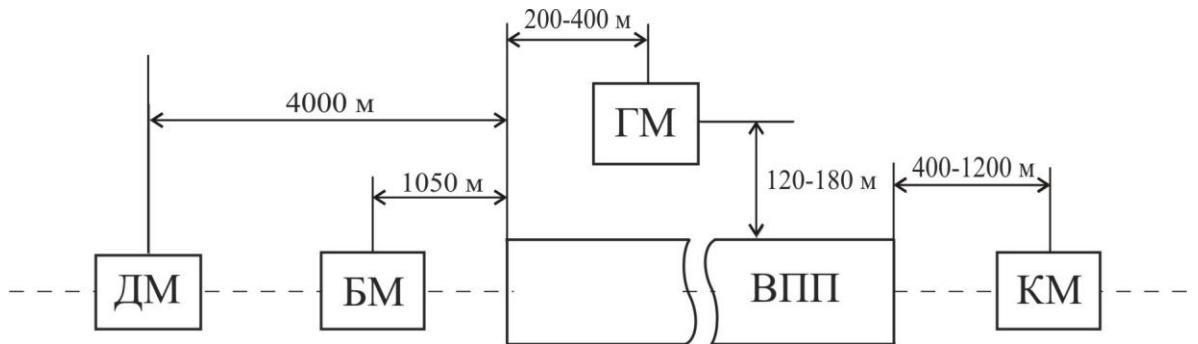 200-400 м
4000 м
ГМ
1050 м
120-180 м
400-1200 м
ДМ
БМ
ВПП
КМ